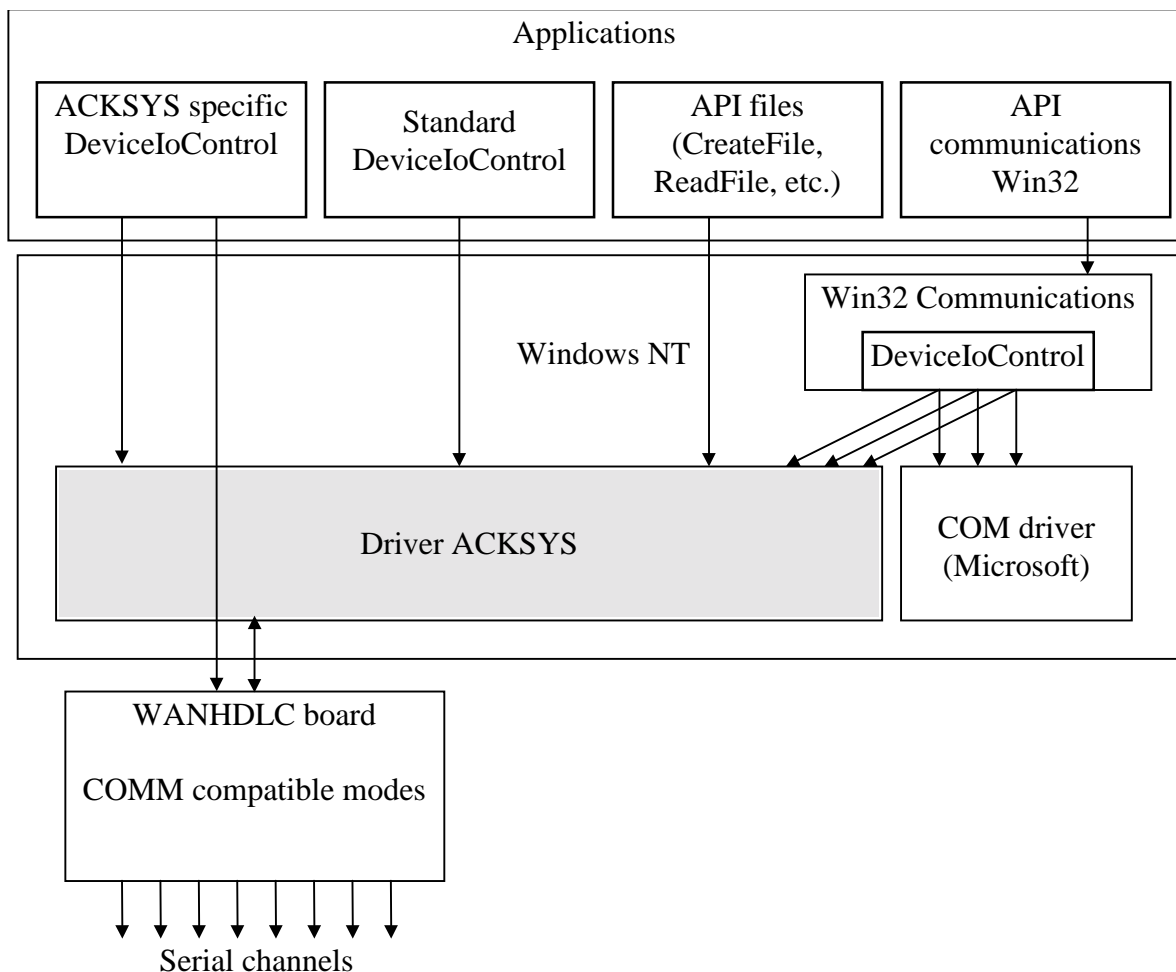 Applications
ACKSYS specific
DeviceIoControl
Standard
DeviceIoControl
API files
(CreateFile,
ReadFile, etc.)
API
communications
Win32
Win32 Communications
DeviceIoControl
Windows NT
Driver ACKSYS
COM driver
(Microsoft)
WANHDLC board
COMM compatible modes
Serial channels